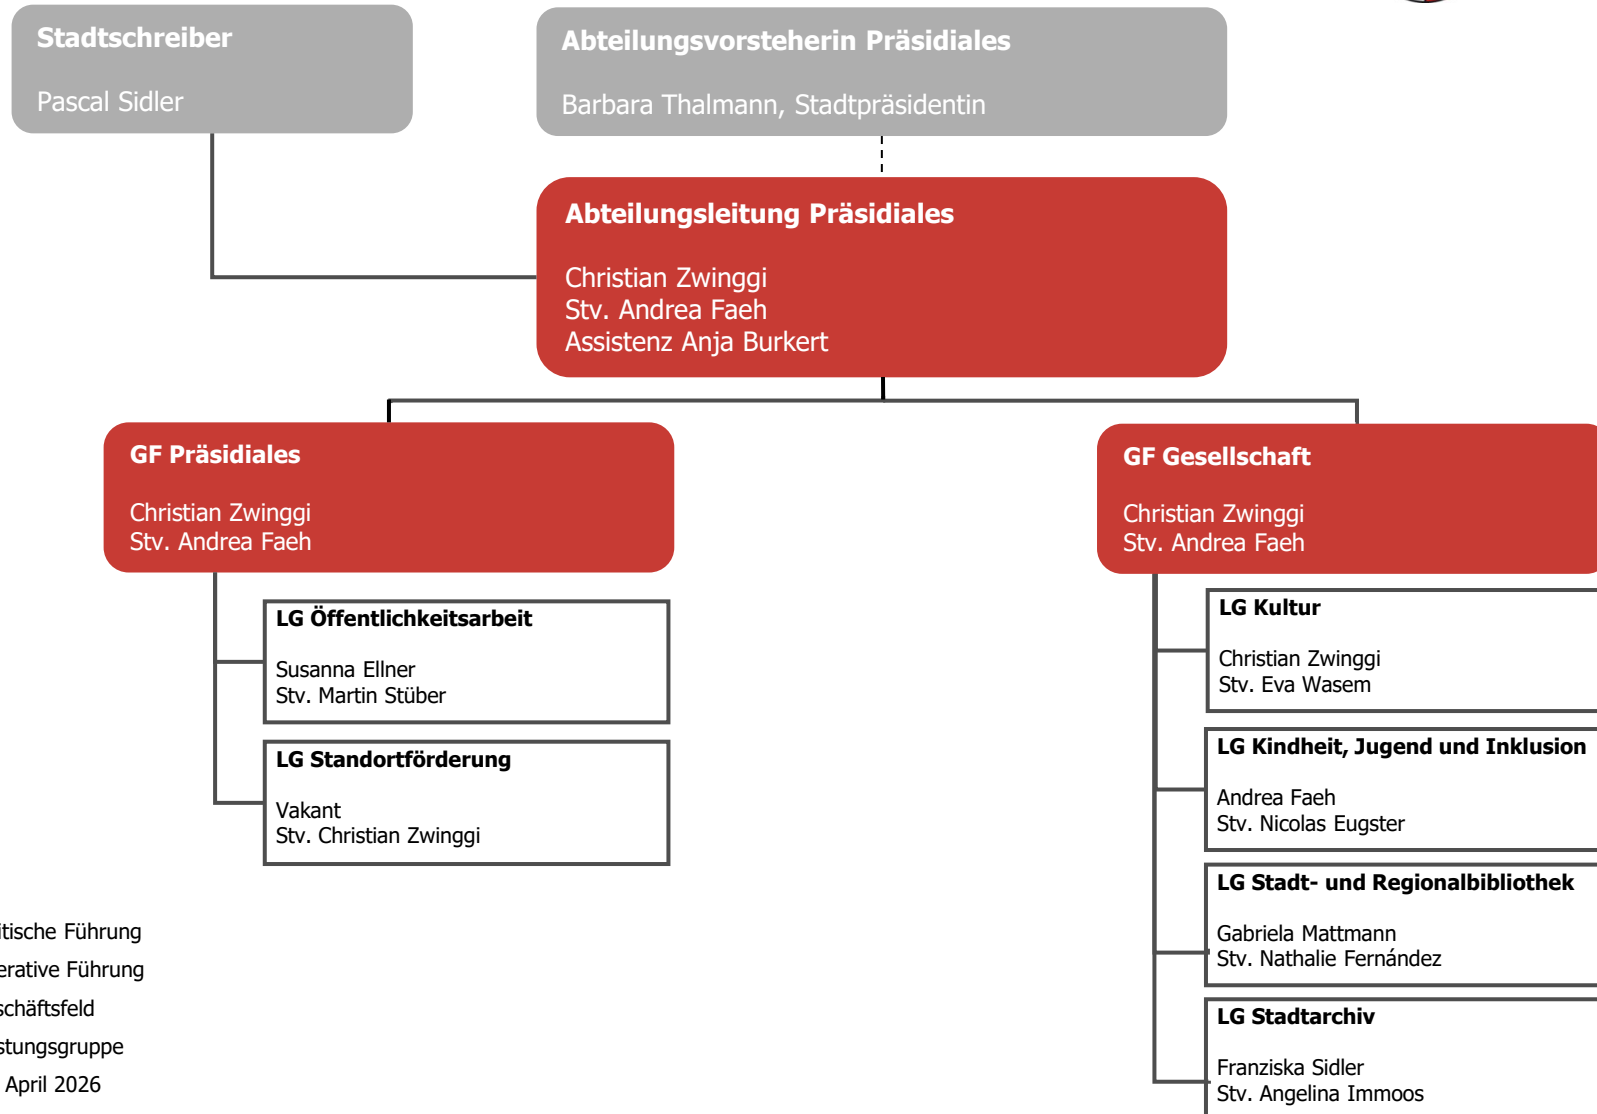 Stadtschreiber
Pascal Sidler
Abteilungsvorsteherin Präsidiales
Barbara Thalmann, Stadtpräsidentin
Abteilungsleitung Präsidiales
Christian Zwinggi
Stv. Andrea Faeh
Assistenz Anja Burkert
GF Präsidiales
Christian Zwinggi
Stv. Andrea Faeh
LG Öffentlichkeitsarbeit
Susanna Ellner
Stv. Martin Stüber
LG Standortförderung
Vakant
Stv. Christian Zwinggi
GF Gesellschaft
Christian Zwinggi
Stv. Andrea Faeh
LG Kultur
Christian Zwinggi
Stv. Eva Wasem
LG Kindheit, Jugend und Inklusion
Andrea Faeh
Stv. Nicolas Eugster
LG Stadt- und Regionalbibliothek
Gabriela Mattmann
Stv. Nathalie Fernández
LG Stadtarchiv
Franziska Sidler
Stv. Angelina Immoos
itische Führung
erative Führung
schäftsfeld
stungsgruppe
April 2026